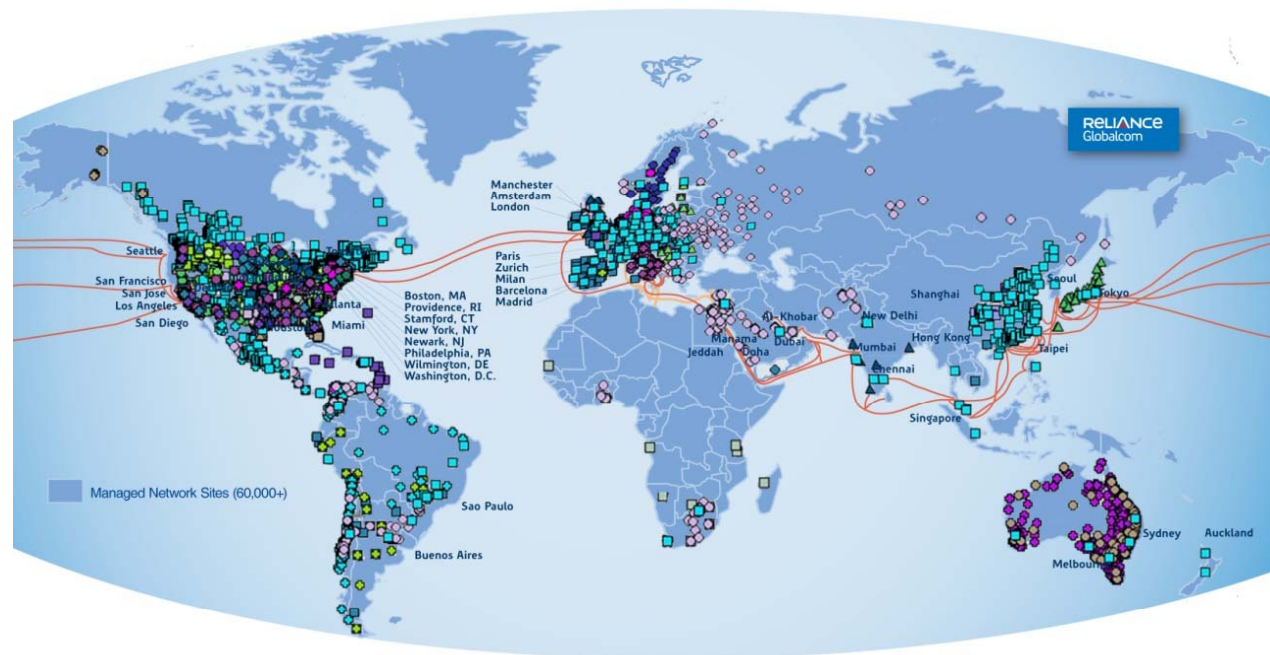 RELIANCE
Globalcom
Manchester
Amsterdam
London
Seattle
Paris
Zurich
Milan
Barcelona
Madrid
San Francisco
San Jose
Los Angeles
San Diego
Miami
Boston, MA
Providence, RI
Stamford, CT
New York, NY
Newark, NJ
Philadelphia, PA
Wilmington, DE
Washington, D.C.
Seoul
Tokyo
Shanghai
Al-Khobar
New Delhi
Manama
Dubai
Jeddah
Doha
Mumbai
Hong Kong
Taipei
Chennai
Singapore
Managed Network Sites (60,000+)
Sao Paulo
Buenos Aires
Sydney
Auckland